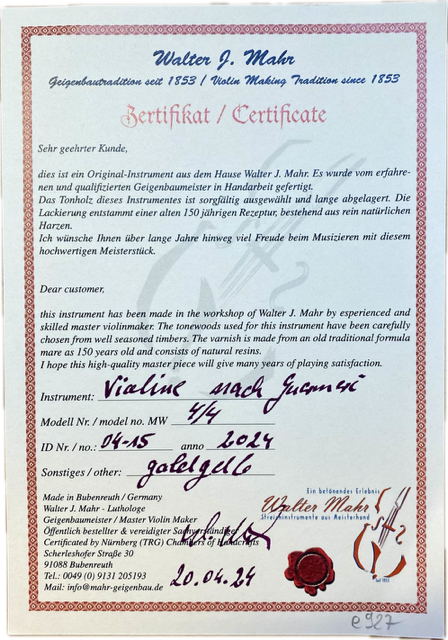 Walter J. Mahr
Geigenbautradition seit 1853 / Violin Making Tradition since 1853
Zertifikat / Certificate
Sehr geehrter Kunde,
dies ist ein Original-Instrument aus dem Hause Walter J. Mahr. Es wurde vom erfahre-
nen und qualifizierten Geigenbaumeister in Handarbeit gefertigt.
Das Tonholz dieses Instrumentes ist sorgfältig ausgewählt und lange abgelagert. Die
Lackierung entstammt einer alten 150 jährigen Rezeptur, bestehend aus rein natürlichen
Harzen.
Ich wünsche Ihnen über lange Jahre hinweg viel Freude beim Musizieren mit diesem
hochwertigen Meisterstück.
Dear customer,
this instrument has been made in the workshop of Walter J. Mahr by esperienced and
skilled master violinmaker. The tonewoods used for this instrument have been carefully
chosen from well seasoned timbers. The varnish is made from an old traditional formula
mare as 150 years old and consists of natural resins.
I hope this high-quality master piece will give many years of playing satisfaction.
Instrument: Violine nach Guarneri
Modell Nr. / model no. MW 4/4
ID Nr. / no.: 04-15 anno 2024
Sonstiges / other: goldgelb
Made in Bubenreuth / Germany
Walter J. Mahr - Luthologe
Geigenbaumeister / Master Violin Maker
Öffentlich bestellter & vereidigter Sachverständige
Certificated by Nürnberg (TRG) Chambers of Handcrafts
Scherleshofer Straße 30
91088 Bubenreuth
Tel.: 0049 (0) 9131 205193
Mail: info@mahr-geigenbau.de
20.04.24
Ein betönendes Erlebnis
Walter Mahr
Streichinstrumente aus Meisterhand
Seit 1853
e927